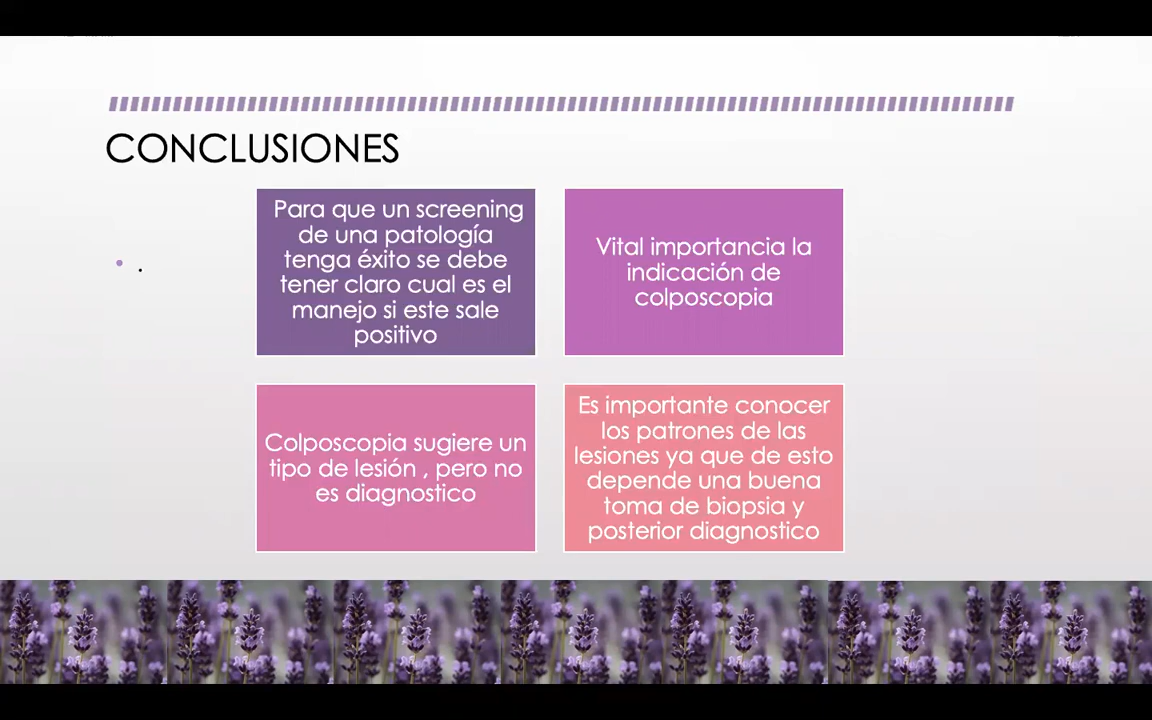 CONCLUSIONES
.
Para que un screening
de una patología
tenga éxito se debe
tener claro cual es el
manejo si este sale
positivo
Vital importancia la
indicación de
colposcopia
Colposcopia sugiere un
tipo de lesión , pero no
es diagnostico
Es importante conocer
los patrones de las
lesiones ya que de esto
depende una buena
toma de biopsia y
posterior diagnostico